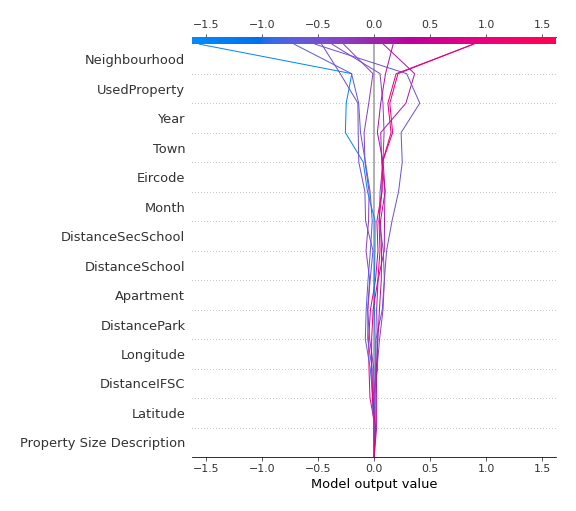 −1.5 −1.0 −0.5 0.0 0.5 1.0 1.5
Neighbourhood
UsedProperty
Year
Town
Eircode
Month
DistanceSecSchool
DistanceSchool
Apartment
DistancePark
Longitude
DistanceIFSC
Latitude
Property Size Description
−1.5 −1.0 −0.5 0.0 0.5 1.0 1.5
Model output value